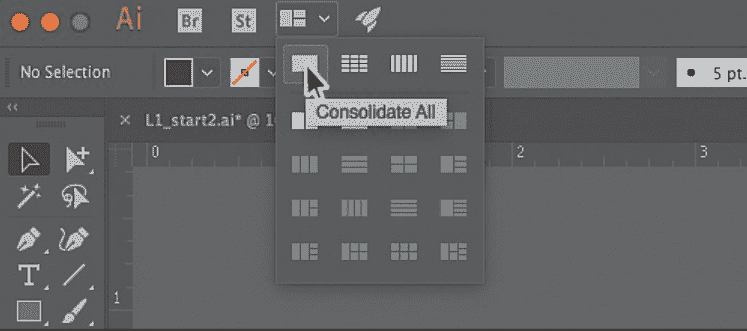 Ai Br St
No Selection
5 pt.
Consolidate All
× L1_start2.ai* @ 1
0 2 3
T
1